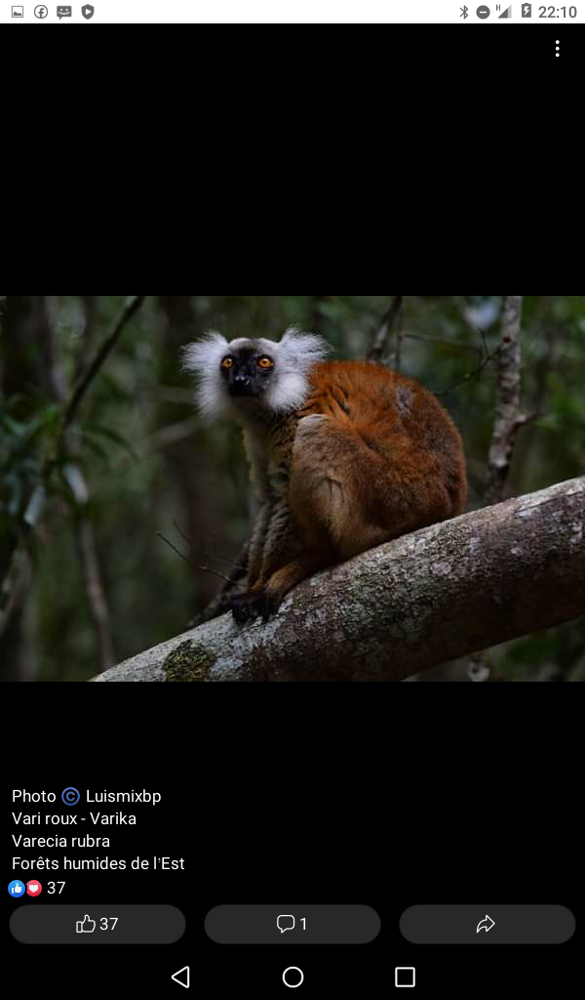 22:10
Photo © Luismixbp
Vari roux - Varika
Varecia rubra
Forêts humides de l'Est
37
37
1